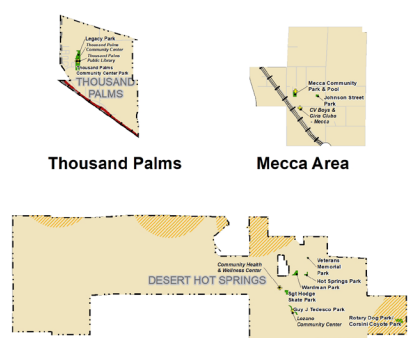 Legacy Park
Thousand Palms
Community Center
Thousand Palms
Public Library
Thousand Palms
Community Center Park
THOUSAND
PALMS
Thousand Palms
Mecca Community
Park & Pool
Johnson Street
Park
CV Boys &
Girls Clubs
- Mecca
Mecca Area
Community Health
& Wellness Center
DESERT HOT SPRINGS
Veterans
Memorial
Park
Hot Springs Park
Wardman Park
Sgt Hodge
Skate Park
Guy J Tedesco Park
Lozano
Community Center
Rotary Dog Park/
Corsini Coyote Park